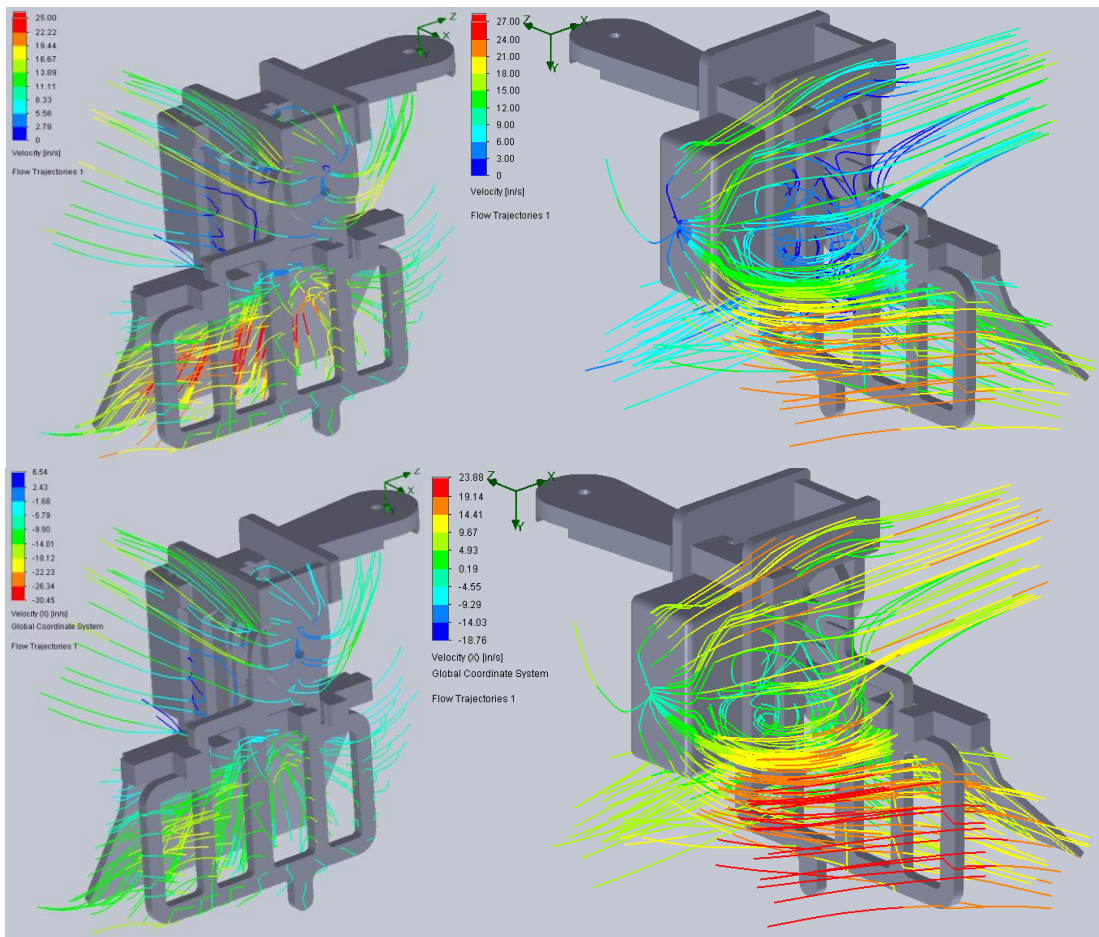 25.00
22.22
19.44
16.67
13.89
11.11
8.33
5.56
2.78
0
Velocity [in/s]
Flow Trajectories 1
Z
X
Y
27.00
24.00
21.00
18.00
15.00
12.00
9.00
6.00
3.00
0
Velocity [in/s]
Flow Trajectories 1
Z
X
Y
6.54
2.43
-1.68
-5.79
-9.90
-14.01
-18.12
-22.23
-26.34
-30.45
Velocity (X) [in/s]
Global Coordinate System
Flow Trajectories 1
Z
X
Y
23.88
19.14
14.41
9.67
4.93
0.19
-4.55
-9.29
-14.03
-18.76
Velocity (X) [in/s]
Global Coordinate System
Flow Trajectories 1
Z
X
Y